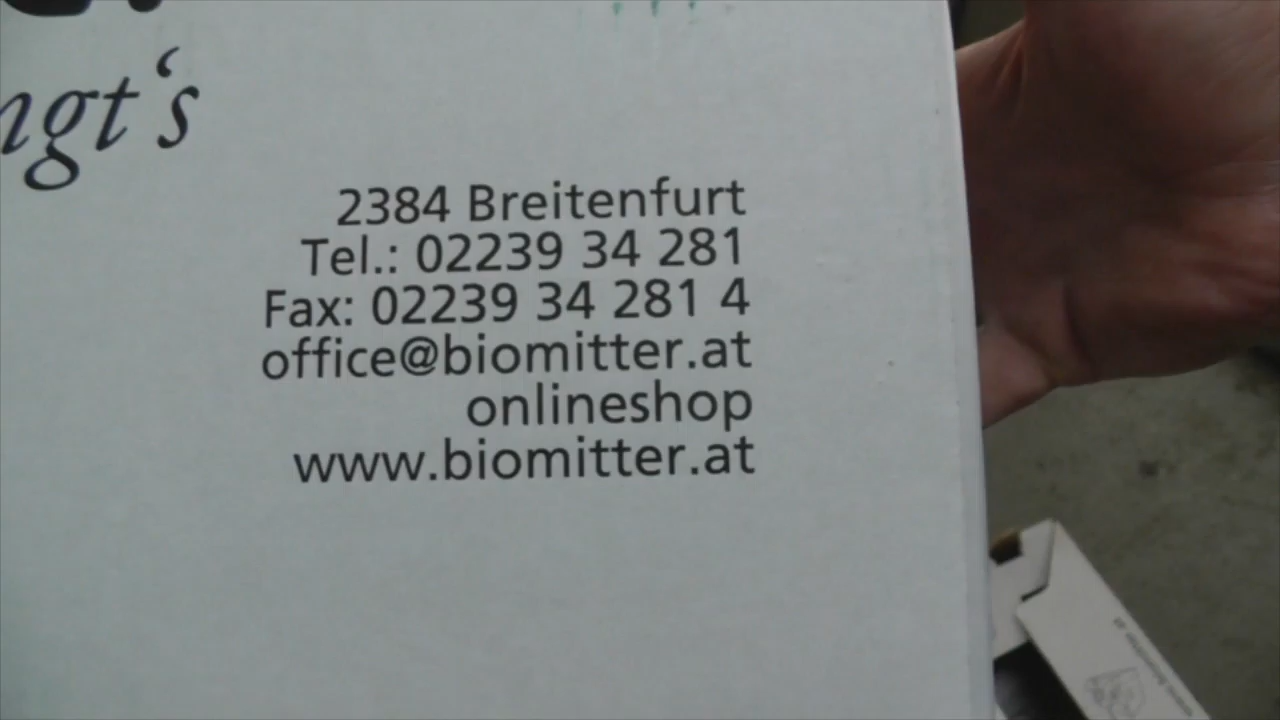 ngt's
2384 Breitenfurt
Tel.: 02239 34 281
Fax: 02239 34 281 4
office@biomitter.at
onlineshop
www.biomitter.at